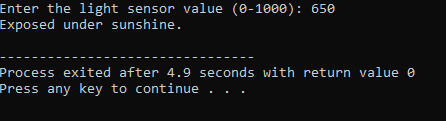 Enter the light sensor value (0-1000): 650
Exposed under sunshine.
--------------------------------
Process exited after 4.9 seconds with return value 0
Press any key to continue . . .